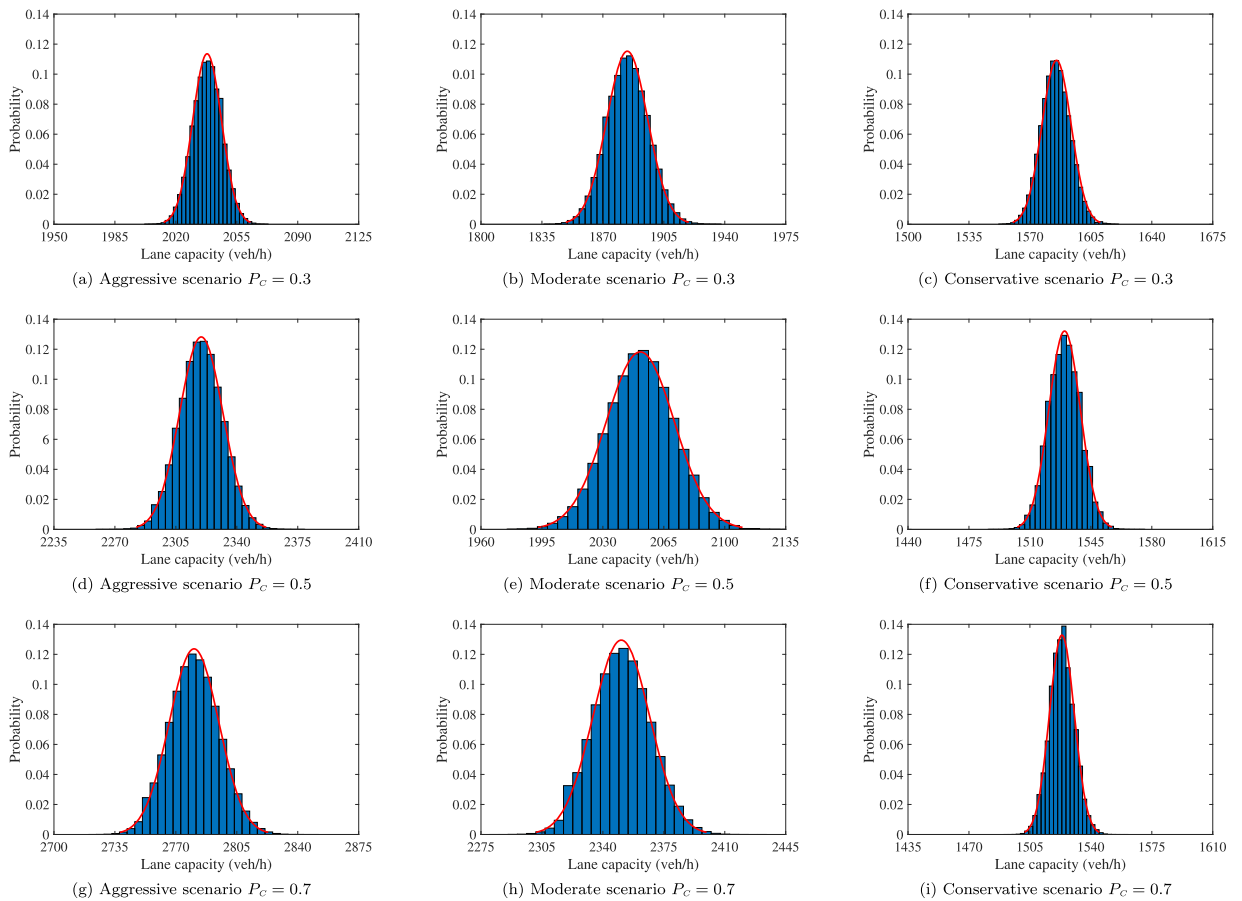 0.14
0.12
0.1
0.08
0.06
0.04
0.02
0
Probability
1950 1985 2020 2055 2090 2125
Lane capacity (veh/h)
(a) Aggressive scenario P_C = 0.3
0.14
0.12
0.01
0.08
0.06
0.04
0.02
0
Probability
1800 1835 1870 1905 1940 1975
Lane capacity (veh/h)
(b) Moderate scenario P_C = 0.3
0.14
0.12
0.1
0.08
0.06
0.04
0.02
0
Probability
1500 1535 1570 1605 1640 1675
Lane capacity (veh/h)
(c) Conservative scenario P_C = 0.3
0.14
0.12
0.1
0.08
6
0.04
0.02
0
Probability
2235 2270 2305 2340 2375 2410
Lane capacity (veh/h)
(d) Aggressive scenario P_C = 0.5
0.14
0.12
0.1
0.08
0.06
0.04
0.02
0
Probability
1960 1995 2030 2065 2100 2135
Lane capacity (veh/h)
(e) Moderate scenario P_C = 0.5
0.14
0.12
0.1
0.08
0.06
0.04
0.02
0
Probability
1440 1475 1510 1545 1580 1615
Lane capacity (veh/h)
(f) Conservative scenario P_C = 0.5
0.14
0.12
0.1
0.08
0.06
0.04
0.02
0
Probability
2700 2735 2770 2805 2840 2875
Lane capacity (veh/h)
(g) Aggressive scenario P_C = 0.7
0.14
0.12
0.1
0.08
0.06
0.04
0.02
0
Probability
2275 2305 2340 2375 2410 2445
Lane capacity (veh/h)
(h) Moderate scenario P_C = 0.7
0.14
0.12
0.1
0.08
0.06
0.04
0.02
0
Probability
1435 1470 1505 1540 1575 1610
Lane capacity (veh/h)
(i) Conservative scenario P_C = 0.7